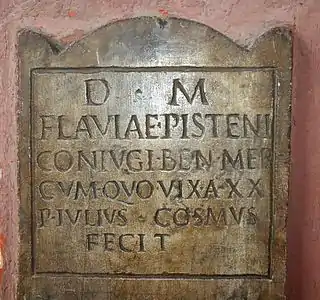 D · M
FLAVIAE PISTENI
CONIVGI · BEN · MER
CVM · QVO VIX · A · XX
P · IVLIVS · COSMVS
FECIT